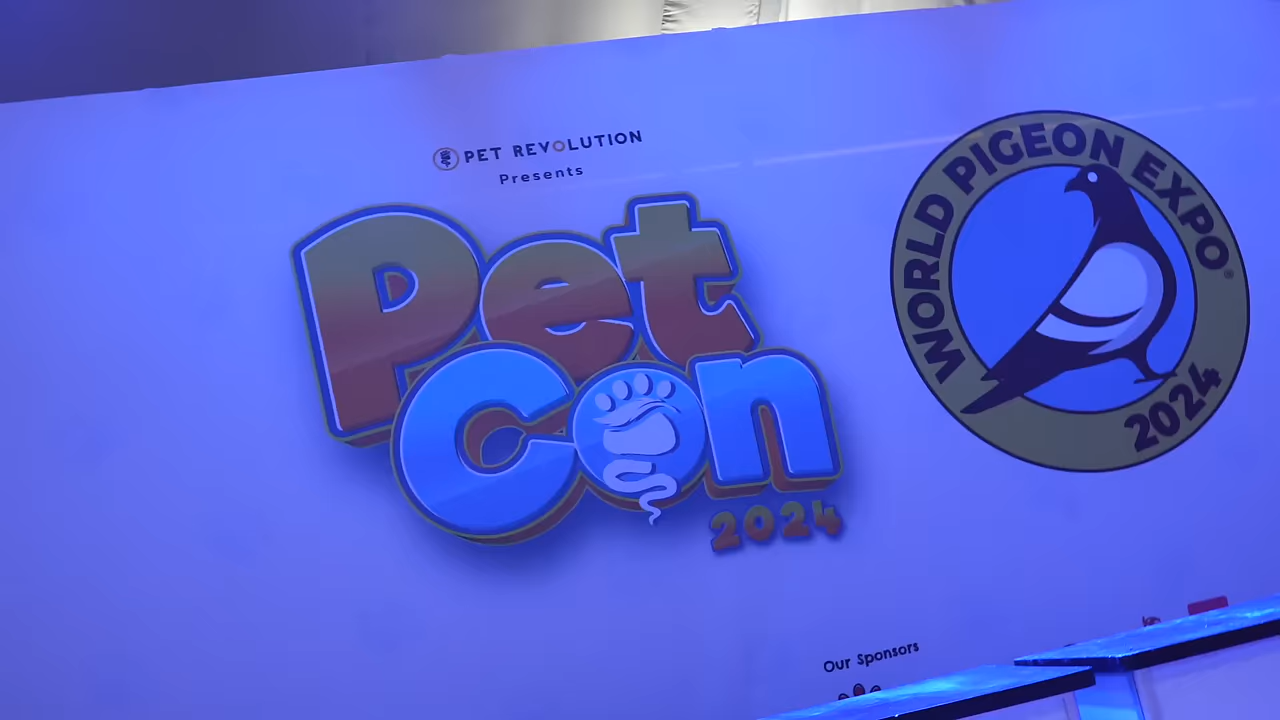 PET REVOLUTION
Presents
Pet
Con
2024
WORLD PIGEON EXPO®
2024
Our Sponsors